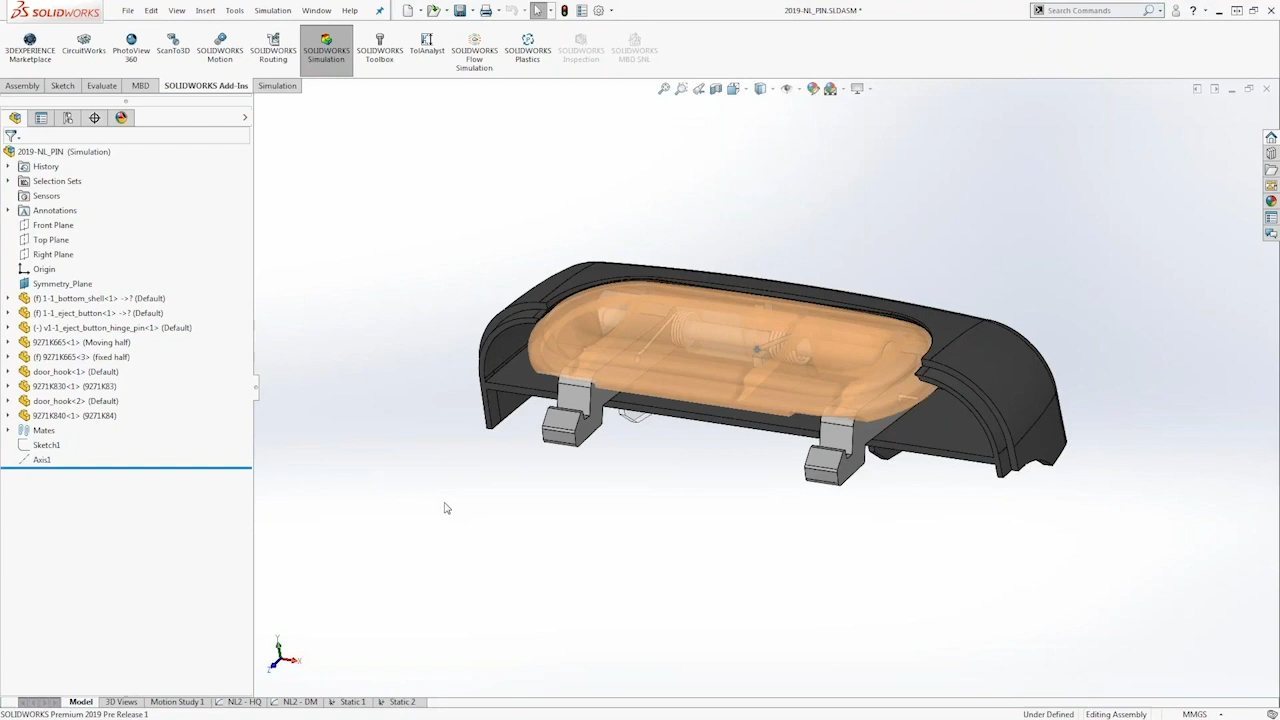 SOLIDWORKS File Edit View Insert Tools Simulation Window Help 2019-NL_PIN.SLDASM * Search Commands ?
3DEXPERIENCE Marketplace
CircuitWorks
PhotoView 360
ScanTo3D
SOLIDWORKS Motion
SOLIDWORKS Routing
SOLIDWORKS Simulation
SOLIDWORKS Toolbox
TolAnalyst
SOLIDWORKS Flow Simulation
SOLIDWORKS Plastics
SOLIDWORKS Inspection
SOLIDWORKS MBD SNL
Assembly Sketch Evaluate MBD SOLIDWORKS Add-Ins Simulation
2019-NL_PIN (Simulation)
History
Selection Sets
Sensors
Annotations
Front Plane
Top Plane
Right Plane
Origin
Symmetry_Plane
(f) 1-1_bottom_shell<1> ->? (Default)
(f) 1-1_eject_button<1> ->? (Default)
(-) v1-1_eject_button_hinge_pin<1> (Default)
9271K665<1> (Moving half)
(f) 9271K665<3> (fixed half)
door_hook<1> (Default)
9271K830<1> (9271K83)
door_hook<2> (Default)
9271K840<1> (9271K84)
Mates
Sketch1
Axis1
Y
X
Z
Model 3D Views Motion Study 1 NL2 - HQ NL2 - DM Static 1 Static 2
SOLIDWORKS Premium 2019 Pre Release 1 Under Defined Editing Assembly MMGS